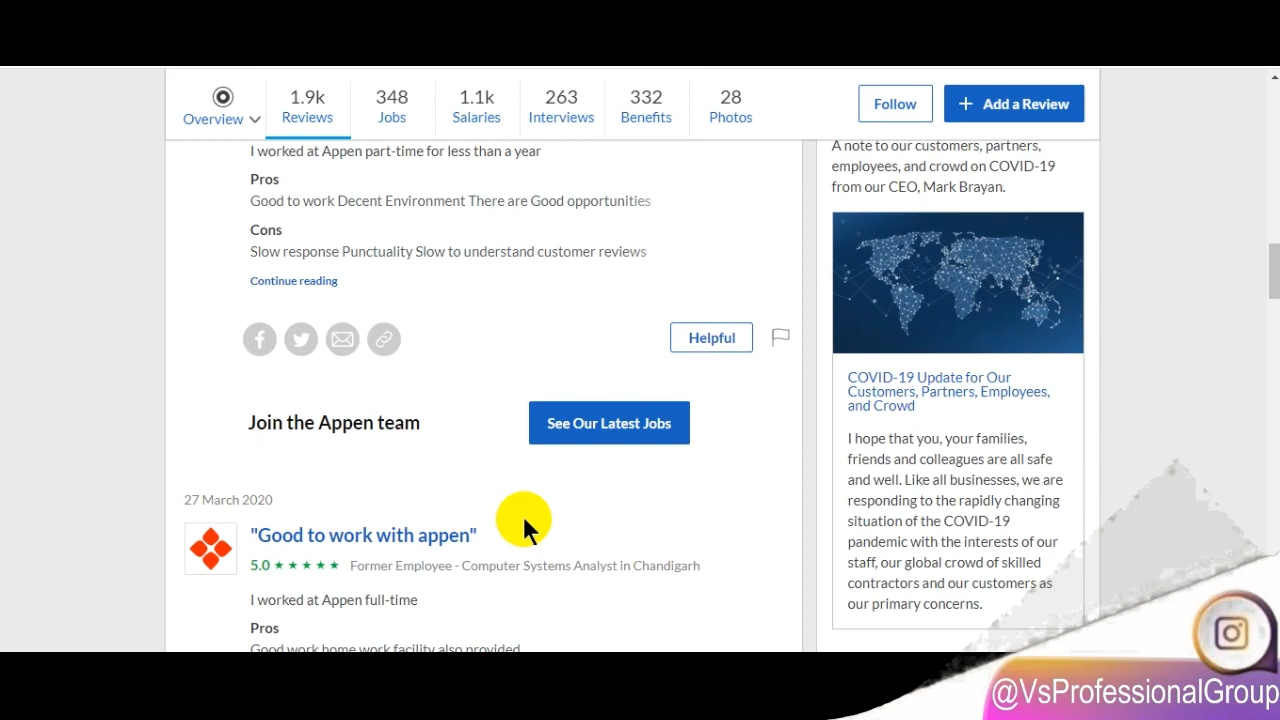 1.9k
348
1.1k
263
332
28
Overview
Reviews
Jobs
Salaries
Interviews
Benefits
Photos
Follow
+ Add a Review
I worked at Appen part-time for less than a year
Pros
Good to work Decent Environment There are Good opportunities
Cons
Slow response Punctuality Slow to understand customer reviews
Continue reading
Helpful
Join the Appen team
See Our Latest Jobs
27 March 2020
"Good to work with appen"
5.0 ★★★★★ Former Employee - Computer Systems Analyst in Chandigarh
I worked at Appen full-time
Pros
Good work home work facility also provided
A note to our customers, partners,
employees, and crowd on COVID-19
from our CEO, Mark Brayan.
COVID-19 Update for Our
Customers, Partners, Employees,
and Crowd
I hope that you, your families,
friends and colleagues are all safe
and well. Like all businesses, we are
responding to the rapidly changing
situation of the COVID-19
pandemic with the interests of our
staff, our global crowd of skilled
contractors and our customers as
our primary concerns.
@VsProfessionalGroup